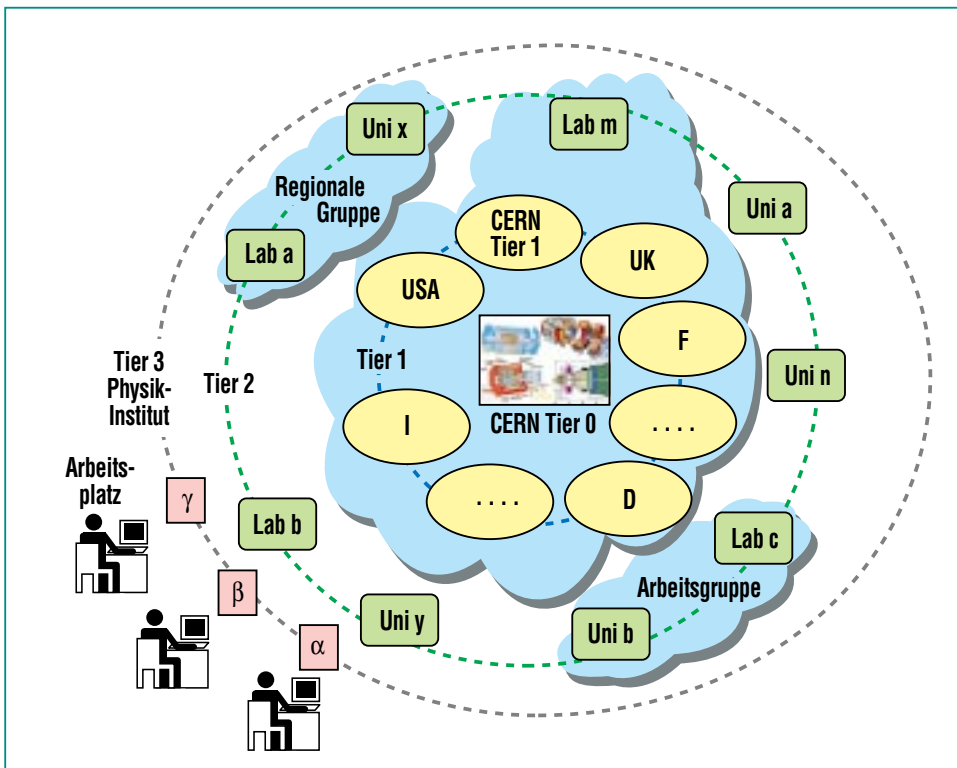 Uni x
Lab m
Regionale
Gruppe
Uni a
Lab a
CERN
Tier 1
UK
USA
F
Tier 3
Physik-
Institut
Tier 2
Tier 1
Uni n
CERN Tier 0
I
. . . .
. . . .
D
Arbeits-
platz
γ
Lab b
Lab c
Arbeitsgruppe
β
Uni y
Uni b
α